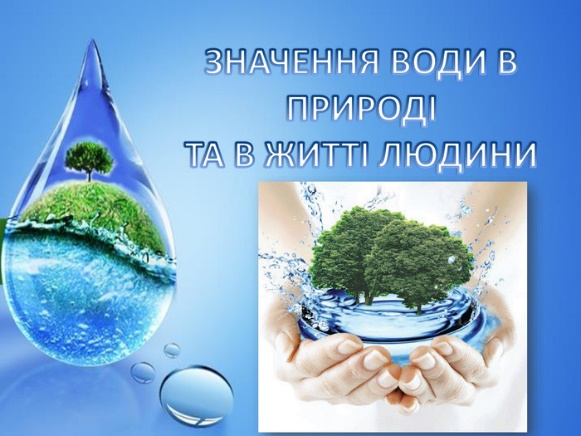 ЗНАЧЕННЯ ВОДИ В
ПРИРОДІ
ТА В ЖИТТІ ЛЮДИНИ